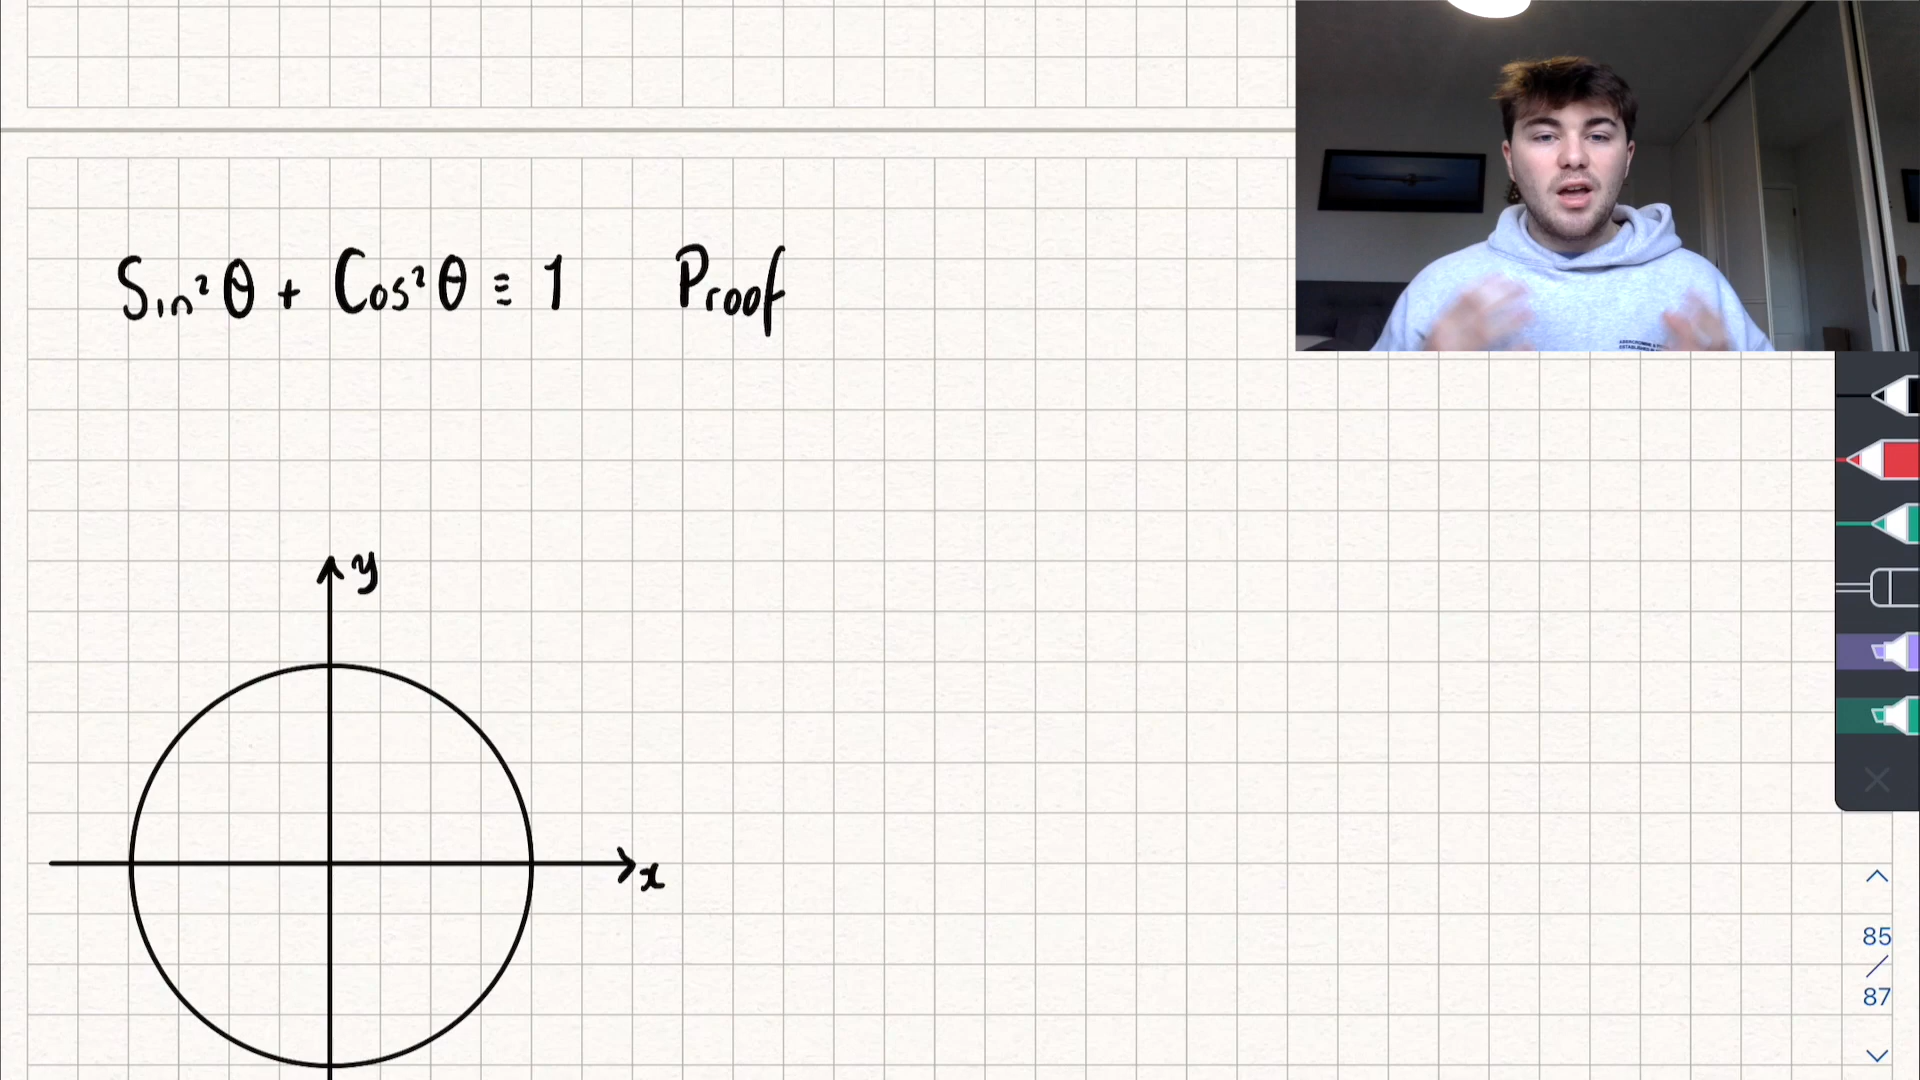 Sin²θ + Cos²θ ≡ 1 Proof
y
x
85
/
87